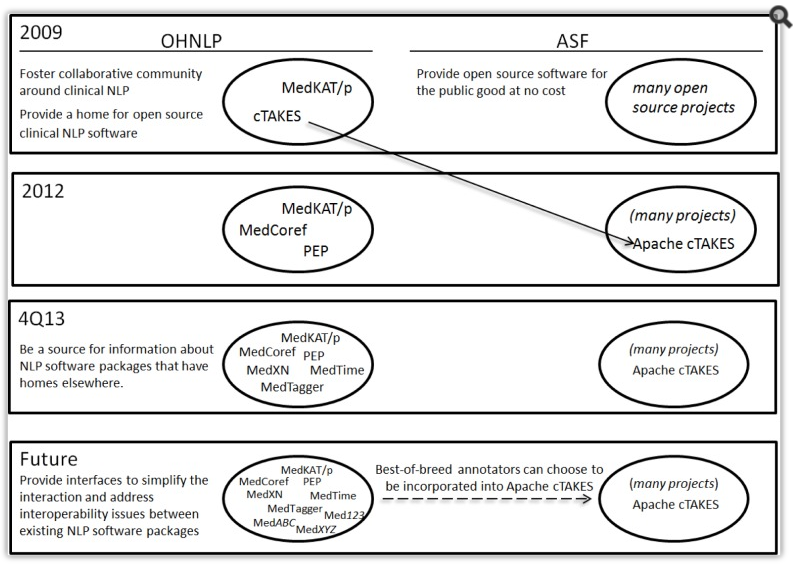 2009
OHNLP
ASF
Foster collaborative community
around clinical NLP
Provide a home for open source
clinical NLP software
MedKAT/p
cTAKES
Provide open source software for
the public good at no cost
many open
source projects
2012
MedKAT/p
MedCoref
PEP
(many projects)
Apache cTAKES
4Q13
Be a source for information about
NLP software packages that have
homes elsewhere.
MedKAT/p
MedCoref PEP
MedXN MedTime
MedTagger
(many projects)
Apache cTAKES
Future
Provide interfaces to simplify the
interaction and address
interoperability issues between
existing NLP software packages
MedKAT/p
MedCoref PEP
MedXN MedTime
MedTagger Med123
MedABC MedXYZ
Best-of-breed annotators can choose to
be incorporated into Apache cTAKES
(many projects)
Apache cTAKES